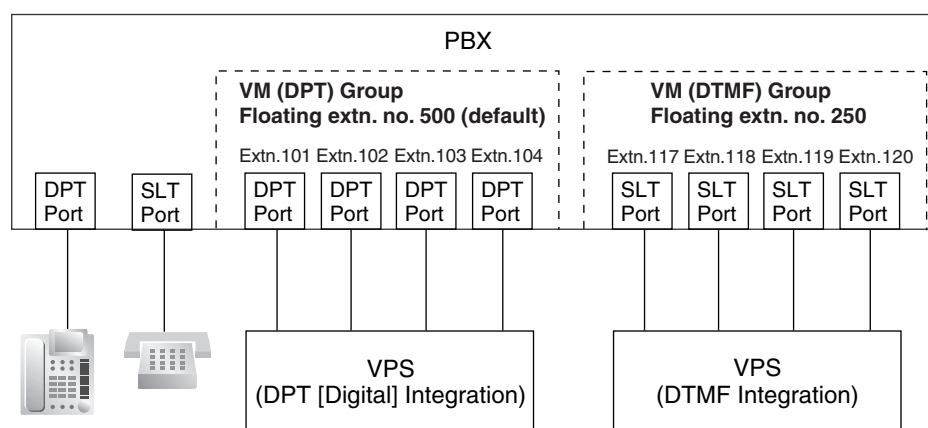 PBX
VM (DPT) Group
Floating extn. no. 500 (default)
VM (DTMF) Group
Floating extn. no. 250
Extn.101 Extn.102 Extn.103 Extn.104
Extn.117 Extn.118 Extn.119 Extn.120
DPT
Port
SLT
Port
DPT
Port
DPT
Port
DPT
Port
DPT
Port
SLT
Port
SLT
Port
SLT
Port
SLT
Port
VPS
(DPT [Digital] Integration)
VPS
(DTMF Integration)